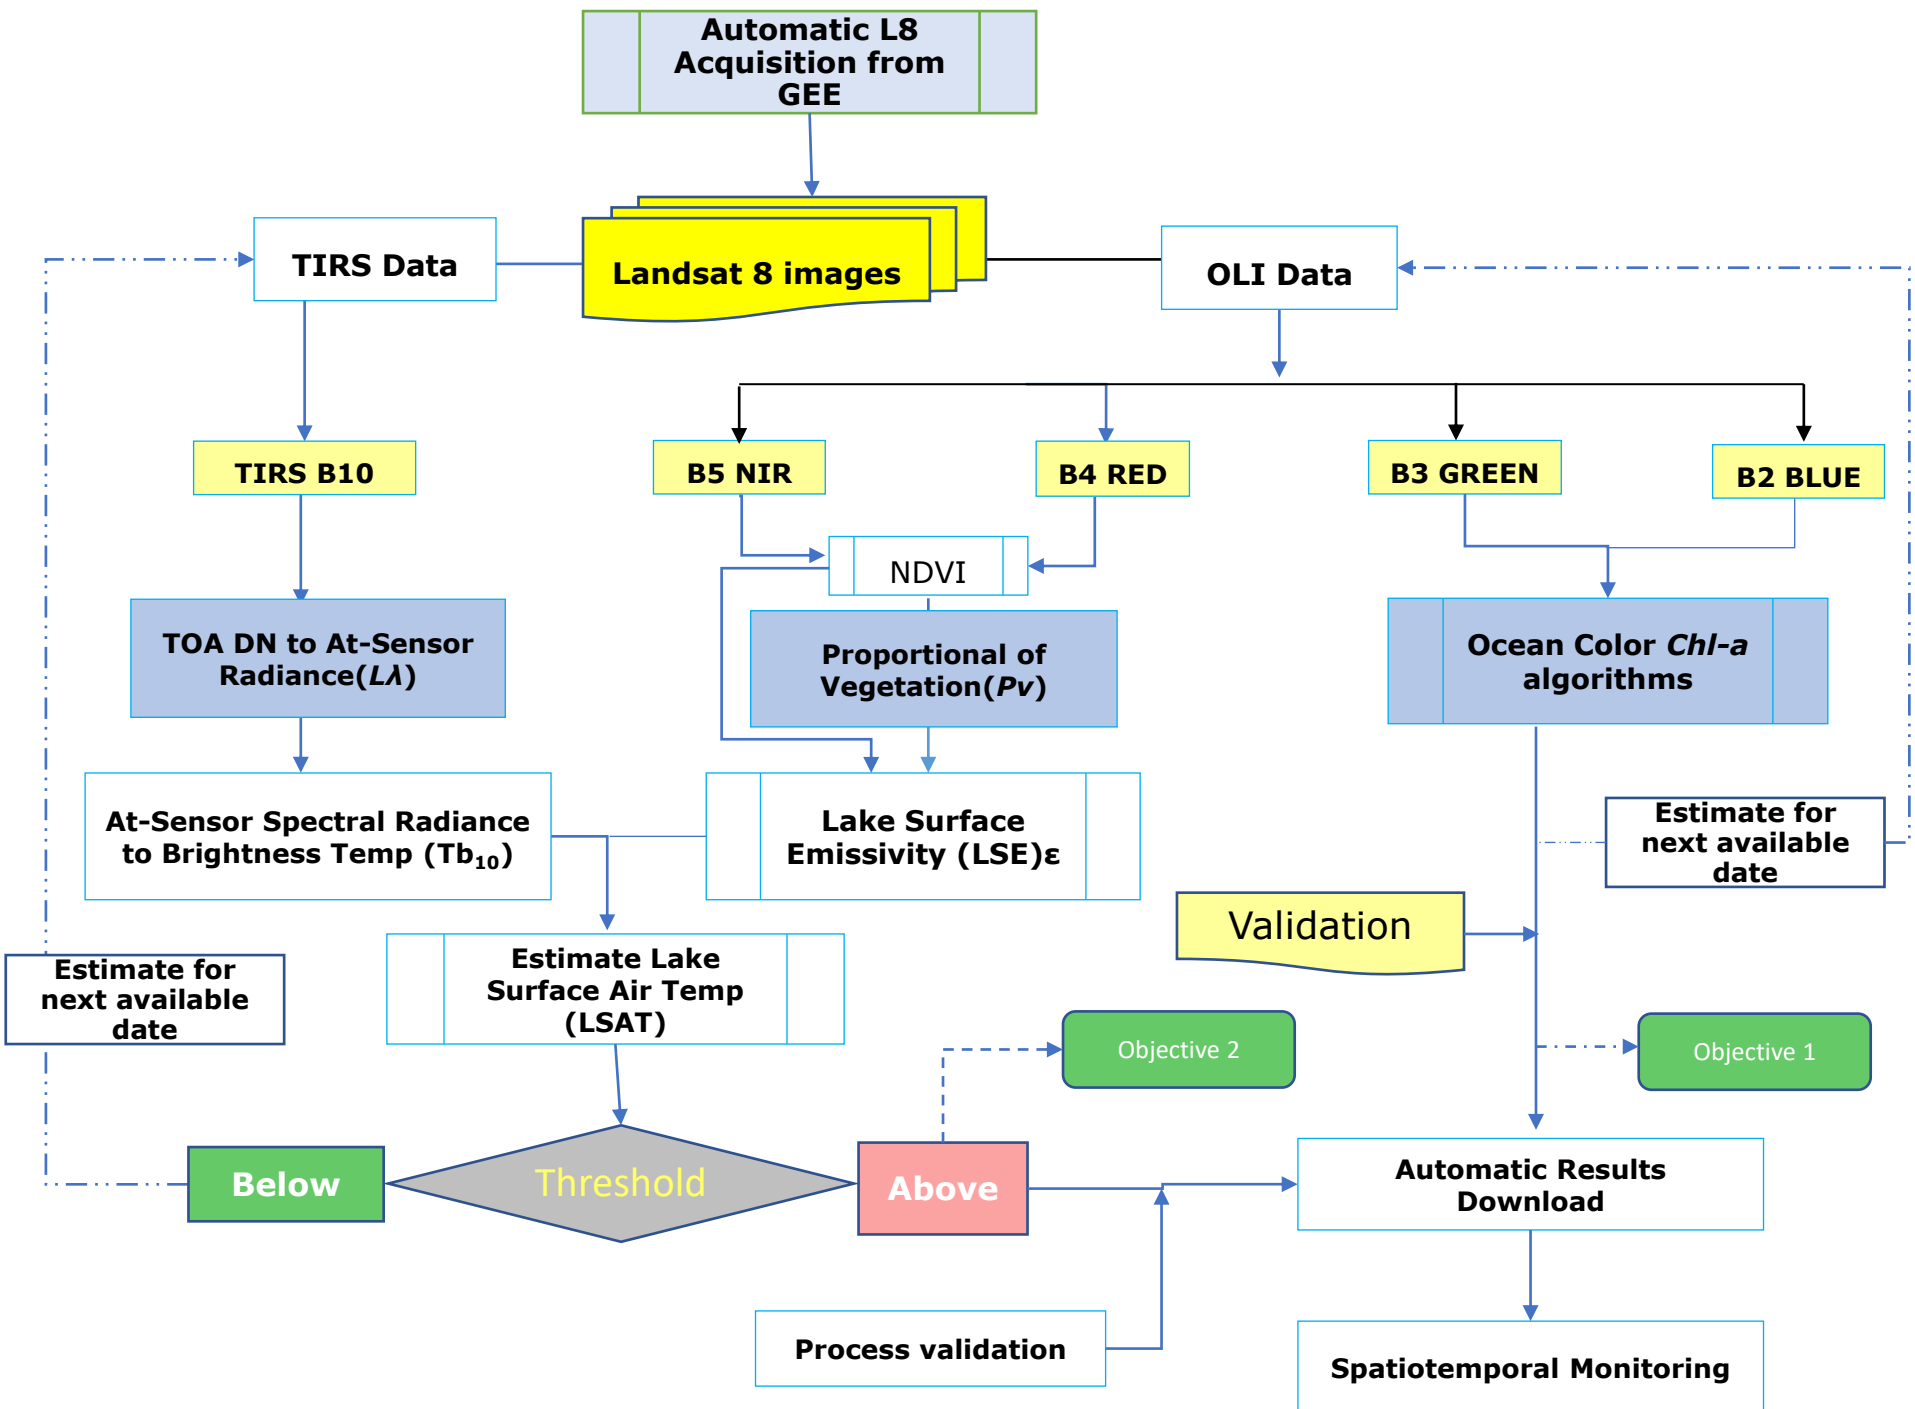 Automatic L8
Acquisition from
GEE
TIRS Data
Landsat 8 images
OLI Data
TIRS B10
B5 NIR
B4 RED
B3 GREEN
B2 BLUE
NDVI
TOA DN to At-Sensor
Radiance(Lλ)
Proportional of
Vegetation(Pv)
Ocean Color Chl-a
algorithms
At-Sensor Spectral Radiance
to Brightness Temp (Tb₁₀)
Lake Surface
Emissivity (LSE)ε
Estimate for
next available
date
Validation
Estimate for
next available
date
Estimate Lake
Surface Air Temp
(LSAT)
Objective 2
Objective 1
Below
Threshold
Above
Automatic Results
Download
Process validation
Spatiotemporal Monitoring